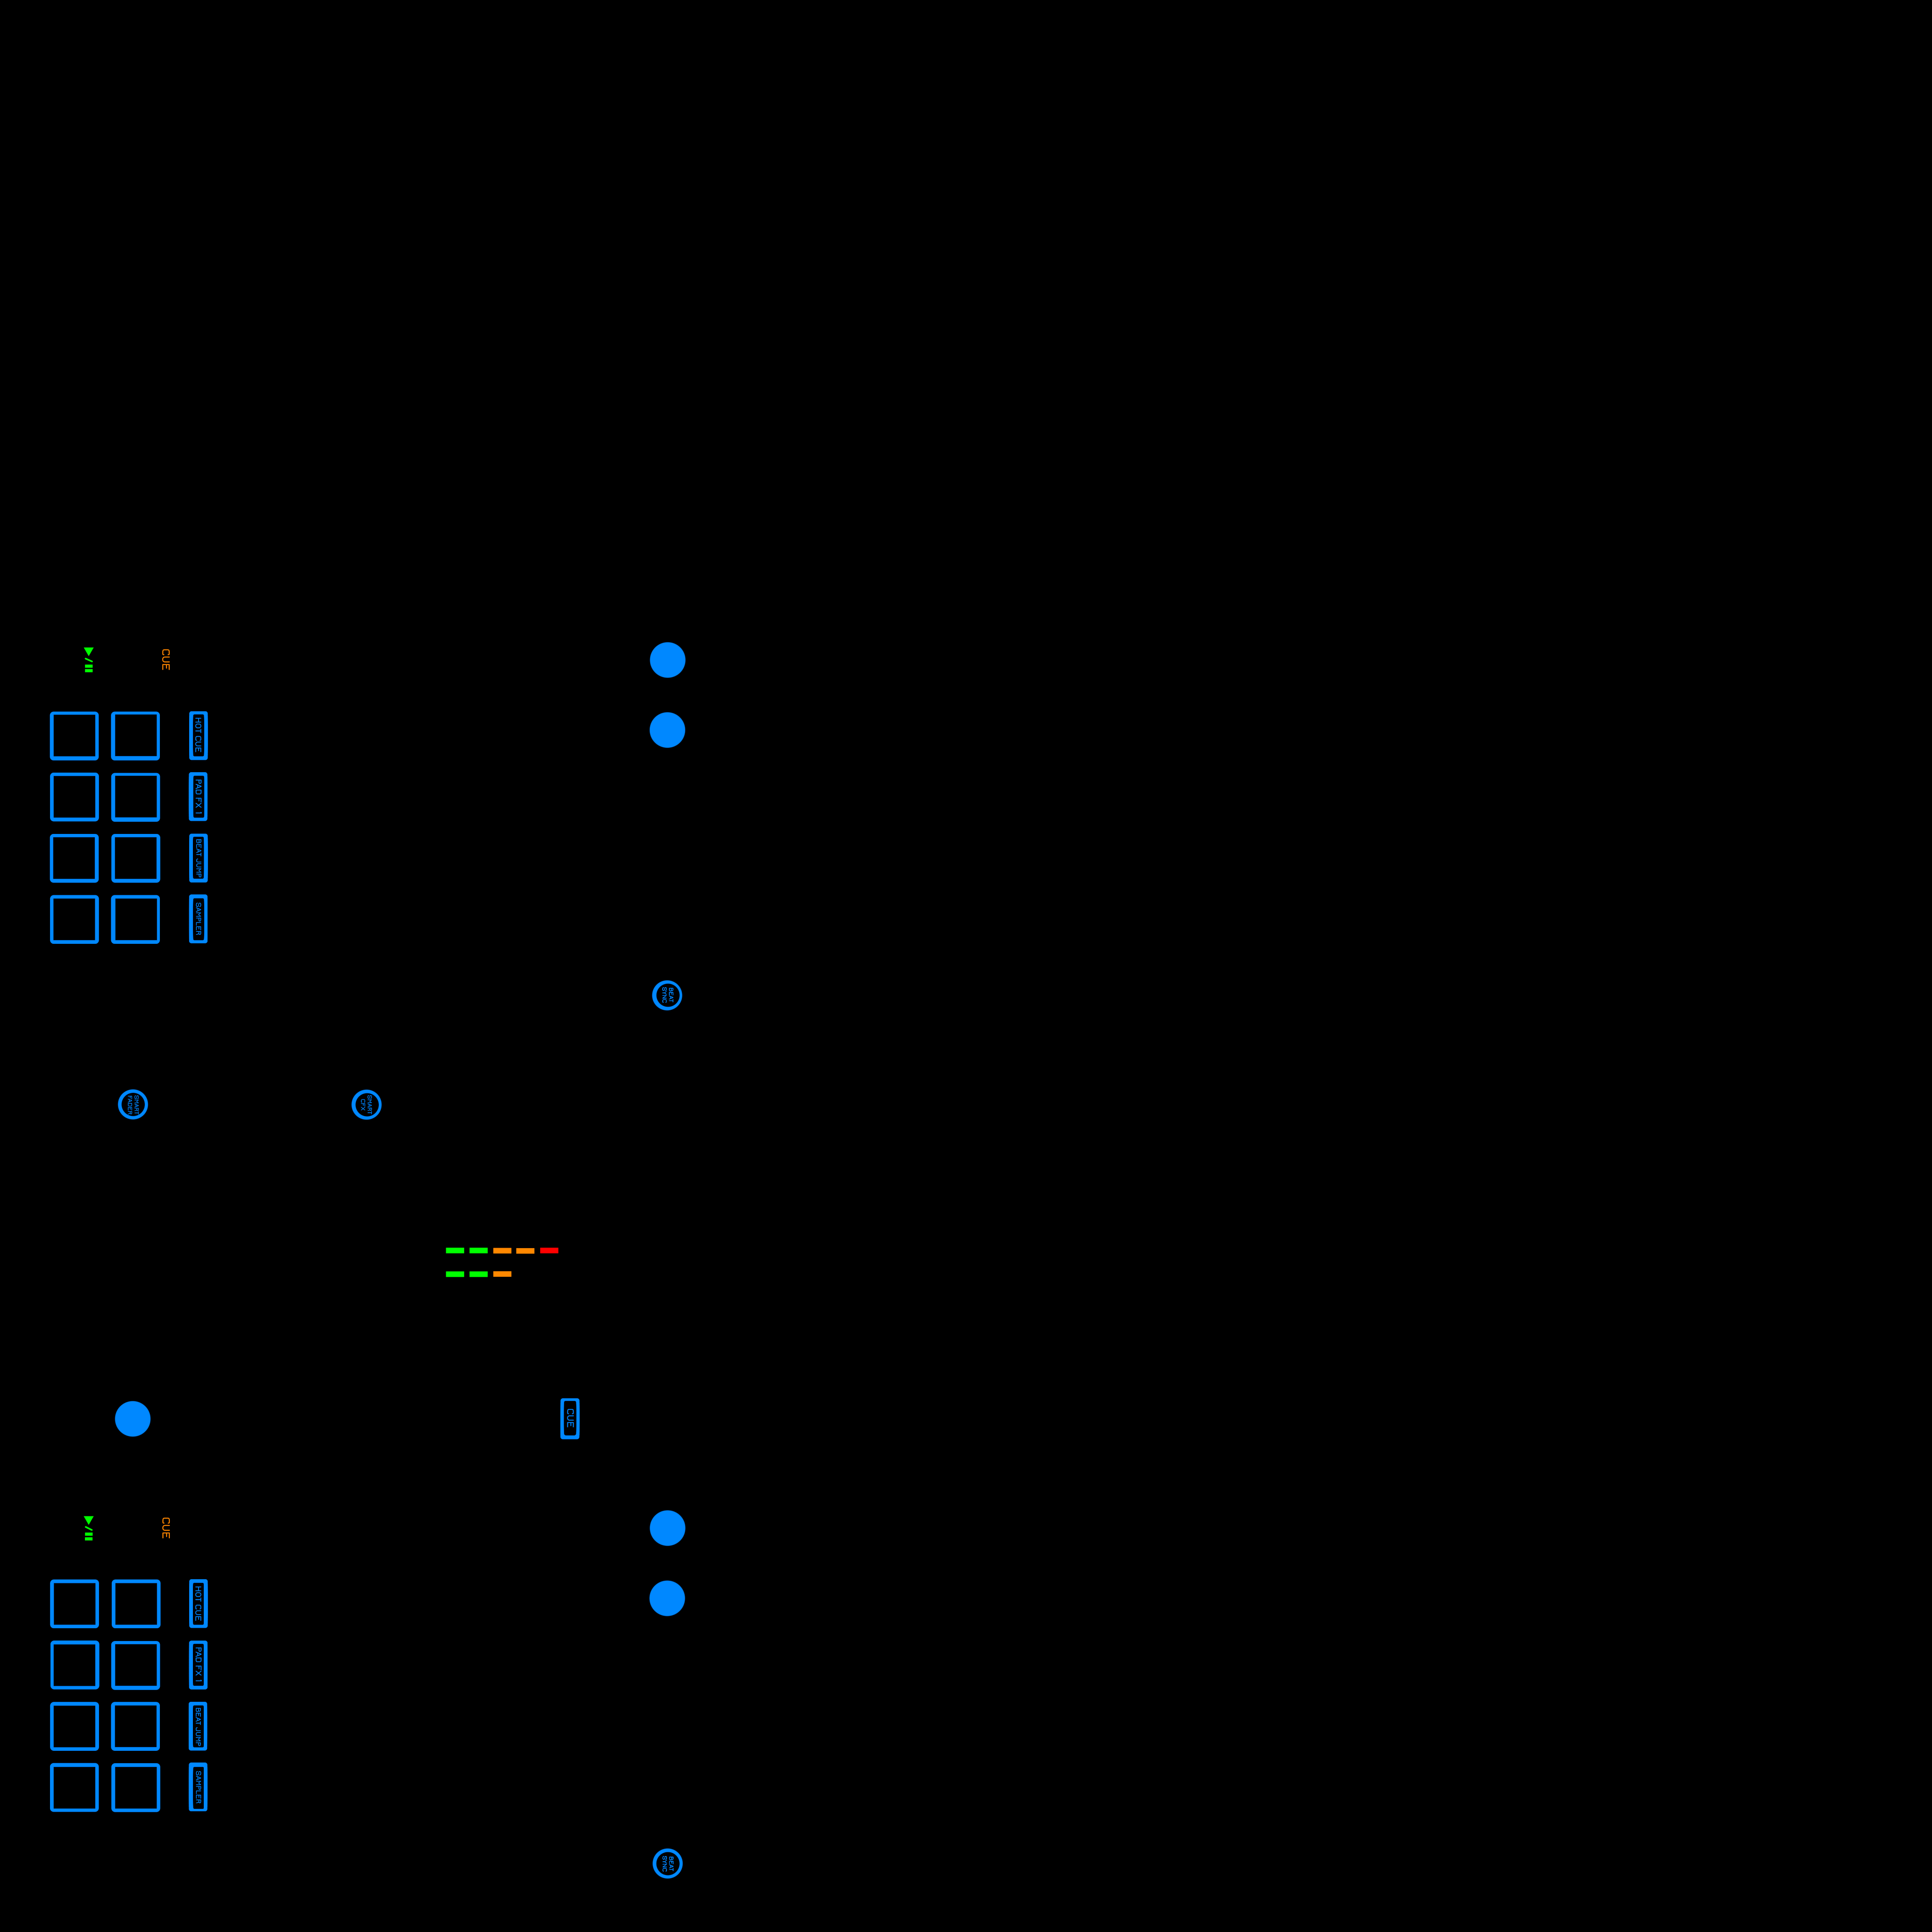 CUE
HOT CUE
PAD FX 1
BEAT JUMP
SAMPLER
BEAT
SYNC
SMART
FADER
SMART
CFX
CUE
CUE
HOT CUE
PAD FX 1
BEAT JUMP
SAMPLER
BEAT
SYNC